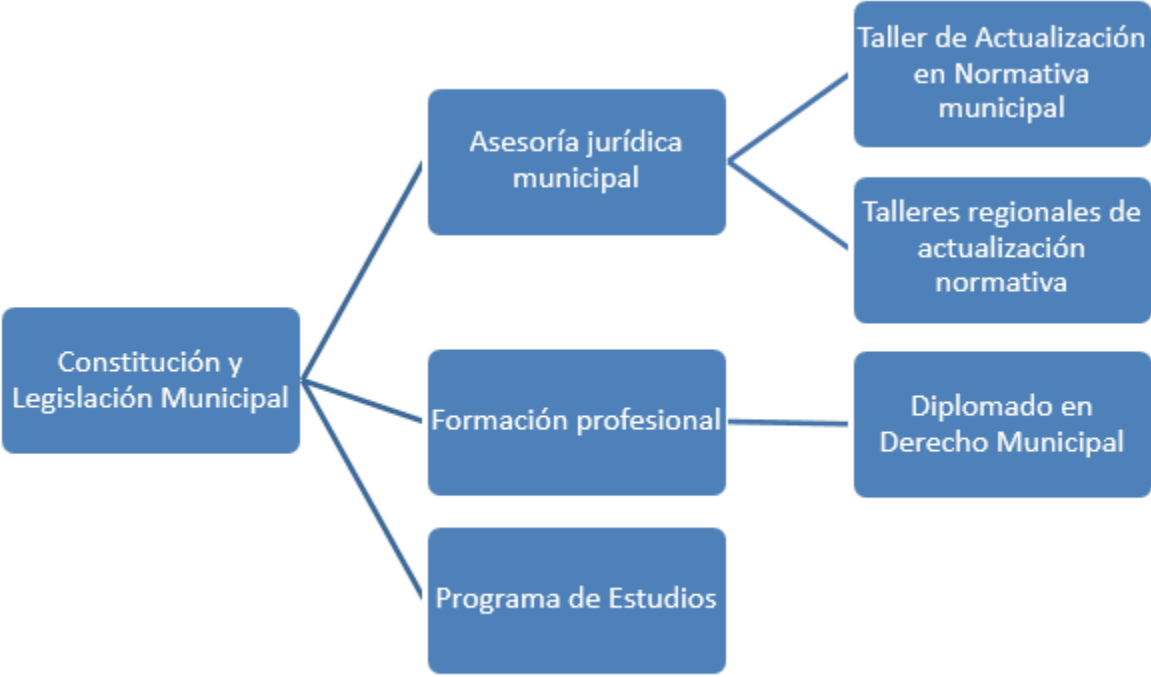 Constitución y
Legislación Municipal
Asesoría jurídica
municipal
Taller de Actualización
en Normativa
municipal
Talleres regionales de
actualización
normativa
Formación profesional
Diplomado en
Derecho Municipal
Programa de Estudios